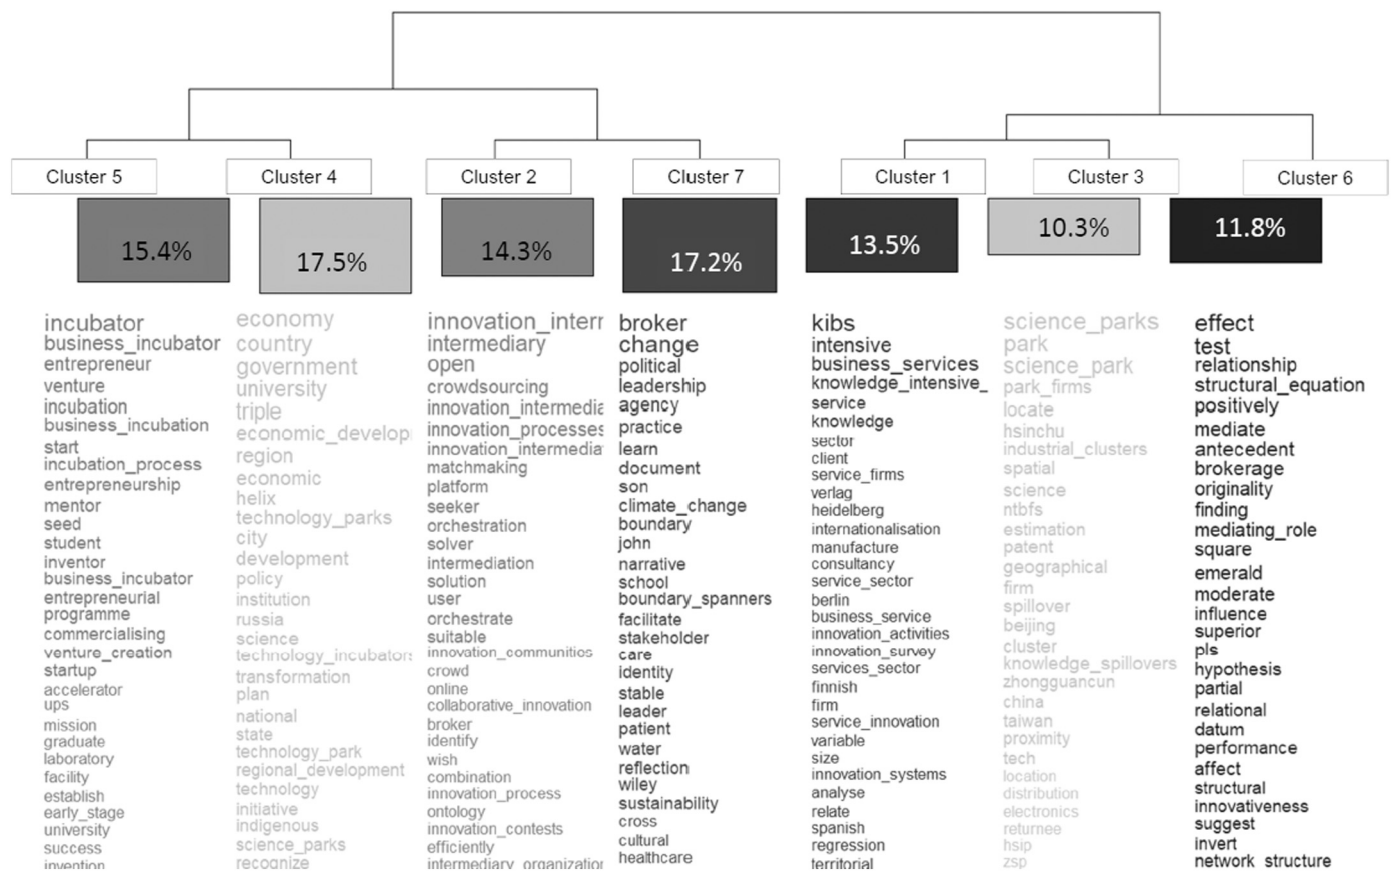 Cluster 5
Cluster 4
Cluster 2
Cluster 7
Cluster 1
Cluster 3
Cluster 6
15.4%
17.5%
14.3%
17.2%
13.5%
10.3%
11.8%
incubator
business_incubator
entrepreneur
venture
incubation
business_incubation
start
incubation_process
entrepreneurship
mentor
seed
student
inventor
business_incubator
entrepreneurial
programme
commercialising
venture_creation
startup
accelerator
ups
mission
graduate
laboratory
facility
establish
early_stage
university
success
invention
economy
country
government
university
triple
economic_develop
region
economic
helix
technology_parks
city
development
policy
institution
russia
science
technology_incubators
transformation
plan
national
state
technology_park
regional_development
technology
initiative
indigenous
science_parks
recognize
innovation_interr
intermediary
open
crowdsourcing
innovation_intermedia
innovation_processes
innovation_intermediar
matchmaking
platform
seeker
orchestration
solver
intermediation
solution
user
orchestrate
suitable
innovation_communities
crowd
online
collaborative_innovation
broker
identify
wish
combination
innovation_process
ontology
innovation_contests
efficiently
intermediary_organization
broker
change
political
leadership
agency
practice
learn
document
son
climate_change
boundary
john
narrative
school
boundary_spanners
facilitate
stakeholder
care
identity
stable
leader
patient
water
reflection
wiley
sustainability
cross
cultural
healthcare
kibs
intensive
business_services
knowledge_intensive_
service
knowledge
sector
client
service_firms
verlag
heidelberg
internationalisation
manufacture
consultancy
service_sector
berlin
business_service
innovation_activities
innovation_survey
services_sector
finnish
firm
service_innovation
variable
size
innovation_systems
analyse
relate
spanish
regression
territorial
science_parks
park
science_park
park_firms
locate
hsinchu
industrial_clusters
spatial
science
ntbfs
estimation
patent
geographical
firm
spillover
beijing
cluster
knowledge_spillovers
zhongguancun
china
taiwan
proximity
tech
location
distribution
electronics
returnee
hsip
zsp
effect
test
relationship
structural_equation
positively
mediate
antecedent
brokerage
originality
finding
mediating_role
square
emerald
moderate
influence
superior
pls
hypothesis
partial
relational
datum
performance
affect
structural
innovativeness
suggest
invert
network_structure